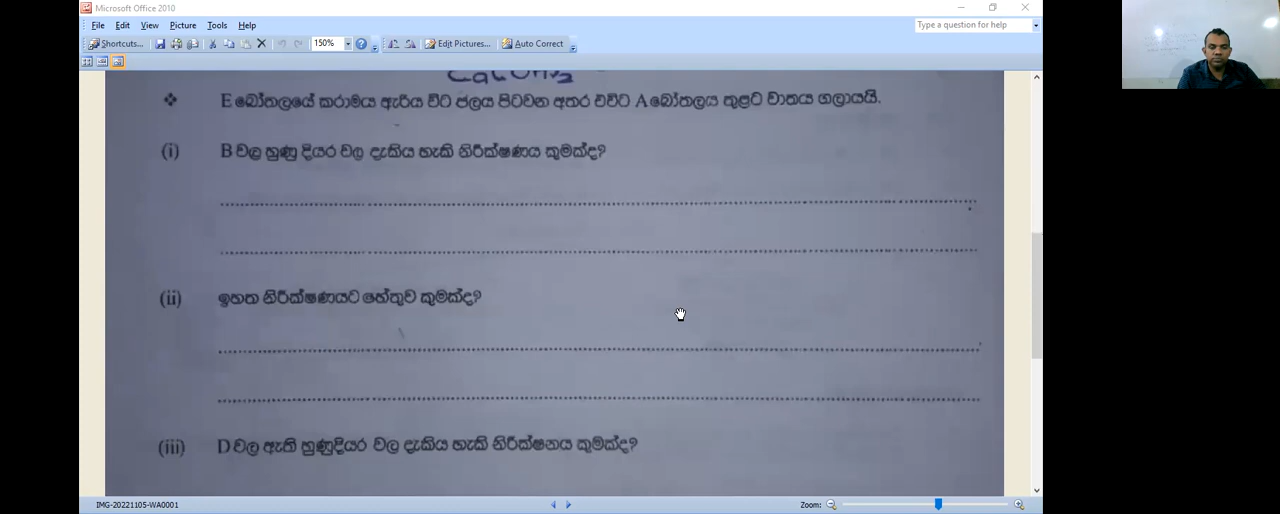 Microsoft Office 2010
File Edit View Picture Tools Help
Type a question for help
Shortcuts... 150% Edit Pictures... Auto Correct
E බෝතලයේ කරාමය ඇරිය විට ජලය පිටවන අතර එවිට A බෝතලය තුළට වාතය ගලායයි.
(i) B වල හුණු දියර වල දැකිය හැකි නිරීක්ෂණය කුමක්ද?
(ii) ඉහත නිරීක්ෂණයට හේතුව කුමක්ද?
(iii) D වල ඇති හුණුදියර වල දැකිය හැකි නිරීක්ෂනය කුමක්ද?
IMG-20221105-WA0001 Zoom: